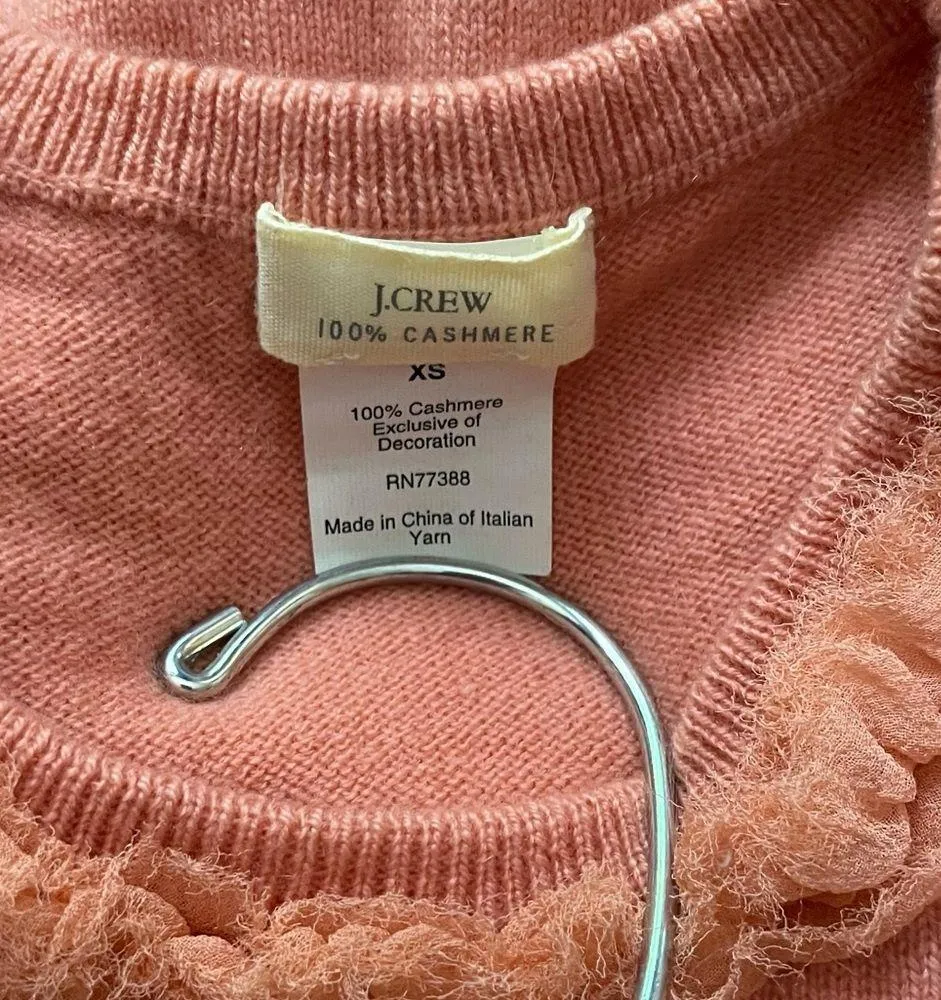 J.CREW
100% CASHMERE
XS
100% Cashmere
Exclusive of
Decoration
RN77388
Made in China of Italian
Yarn